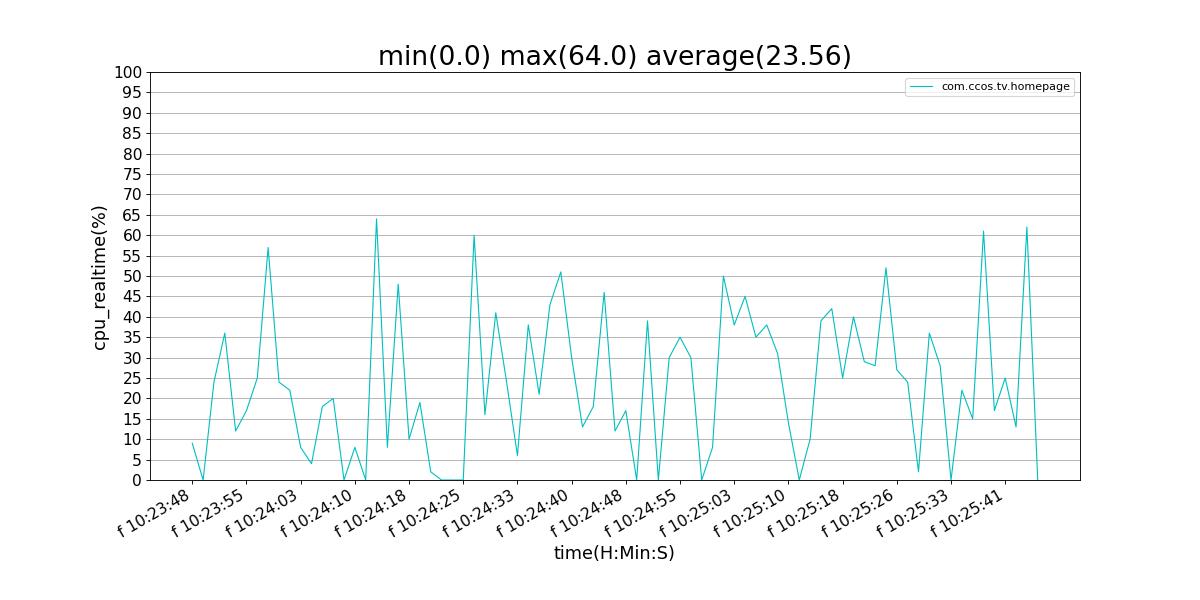 min(0.0) max(64.0) average(23.56)
com.ccos.tv.homepage
cpu_realtime(%)
100
95
90
85
80
75
70
65
60
55
50
45
40
35
30
25
20
15
10
5
0
f 10:23:48
f 10:23:55
f 10:24:03
f 10:24:10
f 10:24:18
f 10:24:25
f 10:24:33
f 10:24:40
f 10:24:48
f 10:24:55
f 10:25:03
f 10:25:10
f 10:25:18
f 10:25:26
f 10:25:33
f 10:25:41
time(H:Min:S)